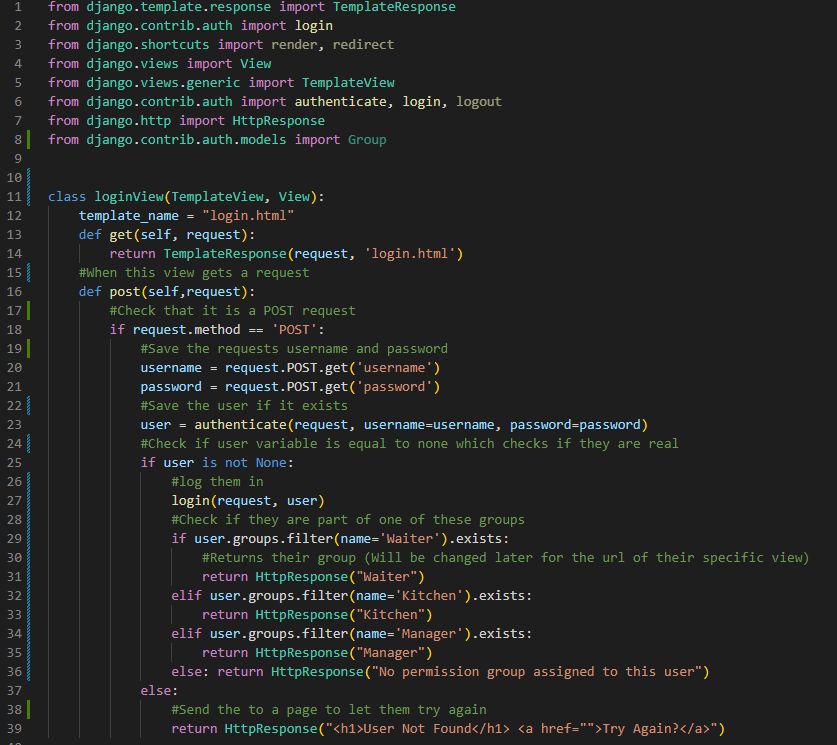 1 from django.template.response import TemplateResponse
2 from django.contrib.auth import login
3 from django.shortcuts import render, redirect
4 from django.views import View
5 from django.views.generic import TemplateView
6 from django.contrib.auth import authenticate, login, logout
7 from django.http import HttpResponse
8 from django.contrib.auth.models import Group
9
10
11 class loginView(TemplateView, View):
12     template_name = "login.html"
13     def get(self, request):
14         return TemplateResponse(request, 'login.html')
15     #When this view gets a request
16     def post(self,request):
17         #Check that it is a POST request
18         if request.method == 'POST':
19             #Save the requests username and password
20             username = request.POST.get('username')
21             password = request.POST.get('password')
22             #Save the user if it exists
23             user = authenticate(request, username=username, password=password)
24             #Check if user variable is equal to none which checks if they are real
25             if user is not None:
26                 #log them in
27                 login(request, user)
28                 #Check if they are part of one of these groups
29                 if user.groups.filter(name='Waiter').exists:
30                     #Returns their group (Will be changed later for the url of their specific view)
31                     return HttpResponse("Waiter")
32                 elif user.groups.filter(name='Kitchen').exists:
33                     return HttpResponse("Kitchen")
34                 elif user.groups.filter(name='Manager').exists:
35                     return HttpResponse("Manager")
36                 else: return HttpResponse("No permission group assigned to this user")
37             else:
38                 #Send the to a page to let them try again
39                 return HttpResponse("<h1>User Not Found</h1> <a href="">Try Again?</a>")